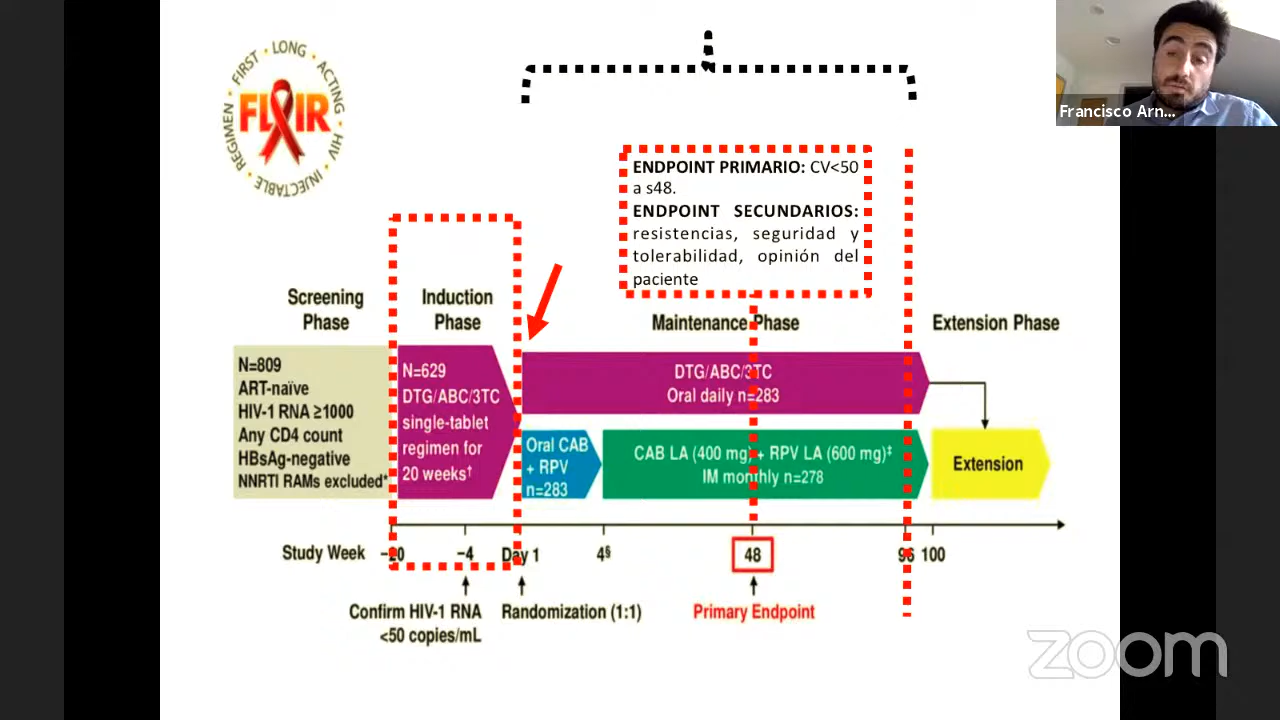 FIRST · LONG · ACTING · HIV · INJECTABLE · REGIMEN
FLAIR
Francisco Arn...
ENDPOINT PRIMARIO: CV<50
a s48.
ENDPOINT SECUNDARIOS:
resistencias, seguridad y
tolerabilidad, opinión del
paciente
Screening
Phase
Induction
Phase
Maintenance Phase
Extension Phase
N=809
ART-naïve
HIV-1 RNA ≥1000
Any CD4 count
HBsAg-negative
NNRTI RAMs excluded*
N=629
DTG/ABC/3TC
single-tablet
regimen for
20 weeks†
DTG/ABC/3TC
Oral daily n=283
Oral CAB
+ RPV
n=283
CAB LA (400 mg) + RPV LA (600 mg)‡
IM monthly n=278
Extension
Study Week −20 −4 Day 1 4§ 48 96 100
Confirm HIV-1 RNA
<50 copies/mL
Randomization (1:1)
Primary Endpoint
zoom